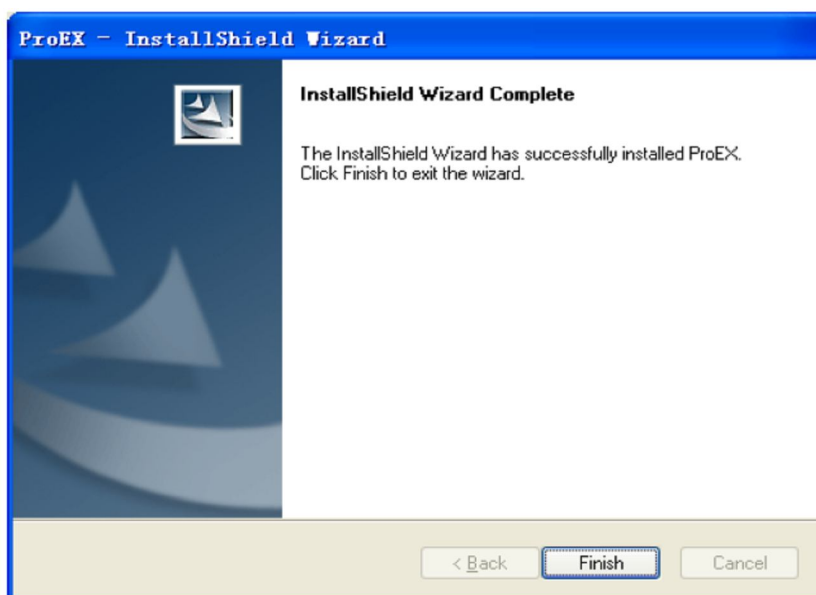 ProEX - InstallShield Wizard
InstallShield Wizard Complete
The InstallShield Wizard has successfully installed ProEX.
Click Finish to exit the wizard.
< Back
Finish
Cancel